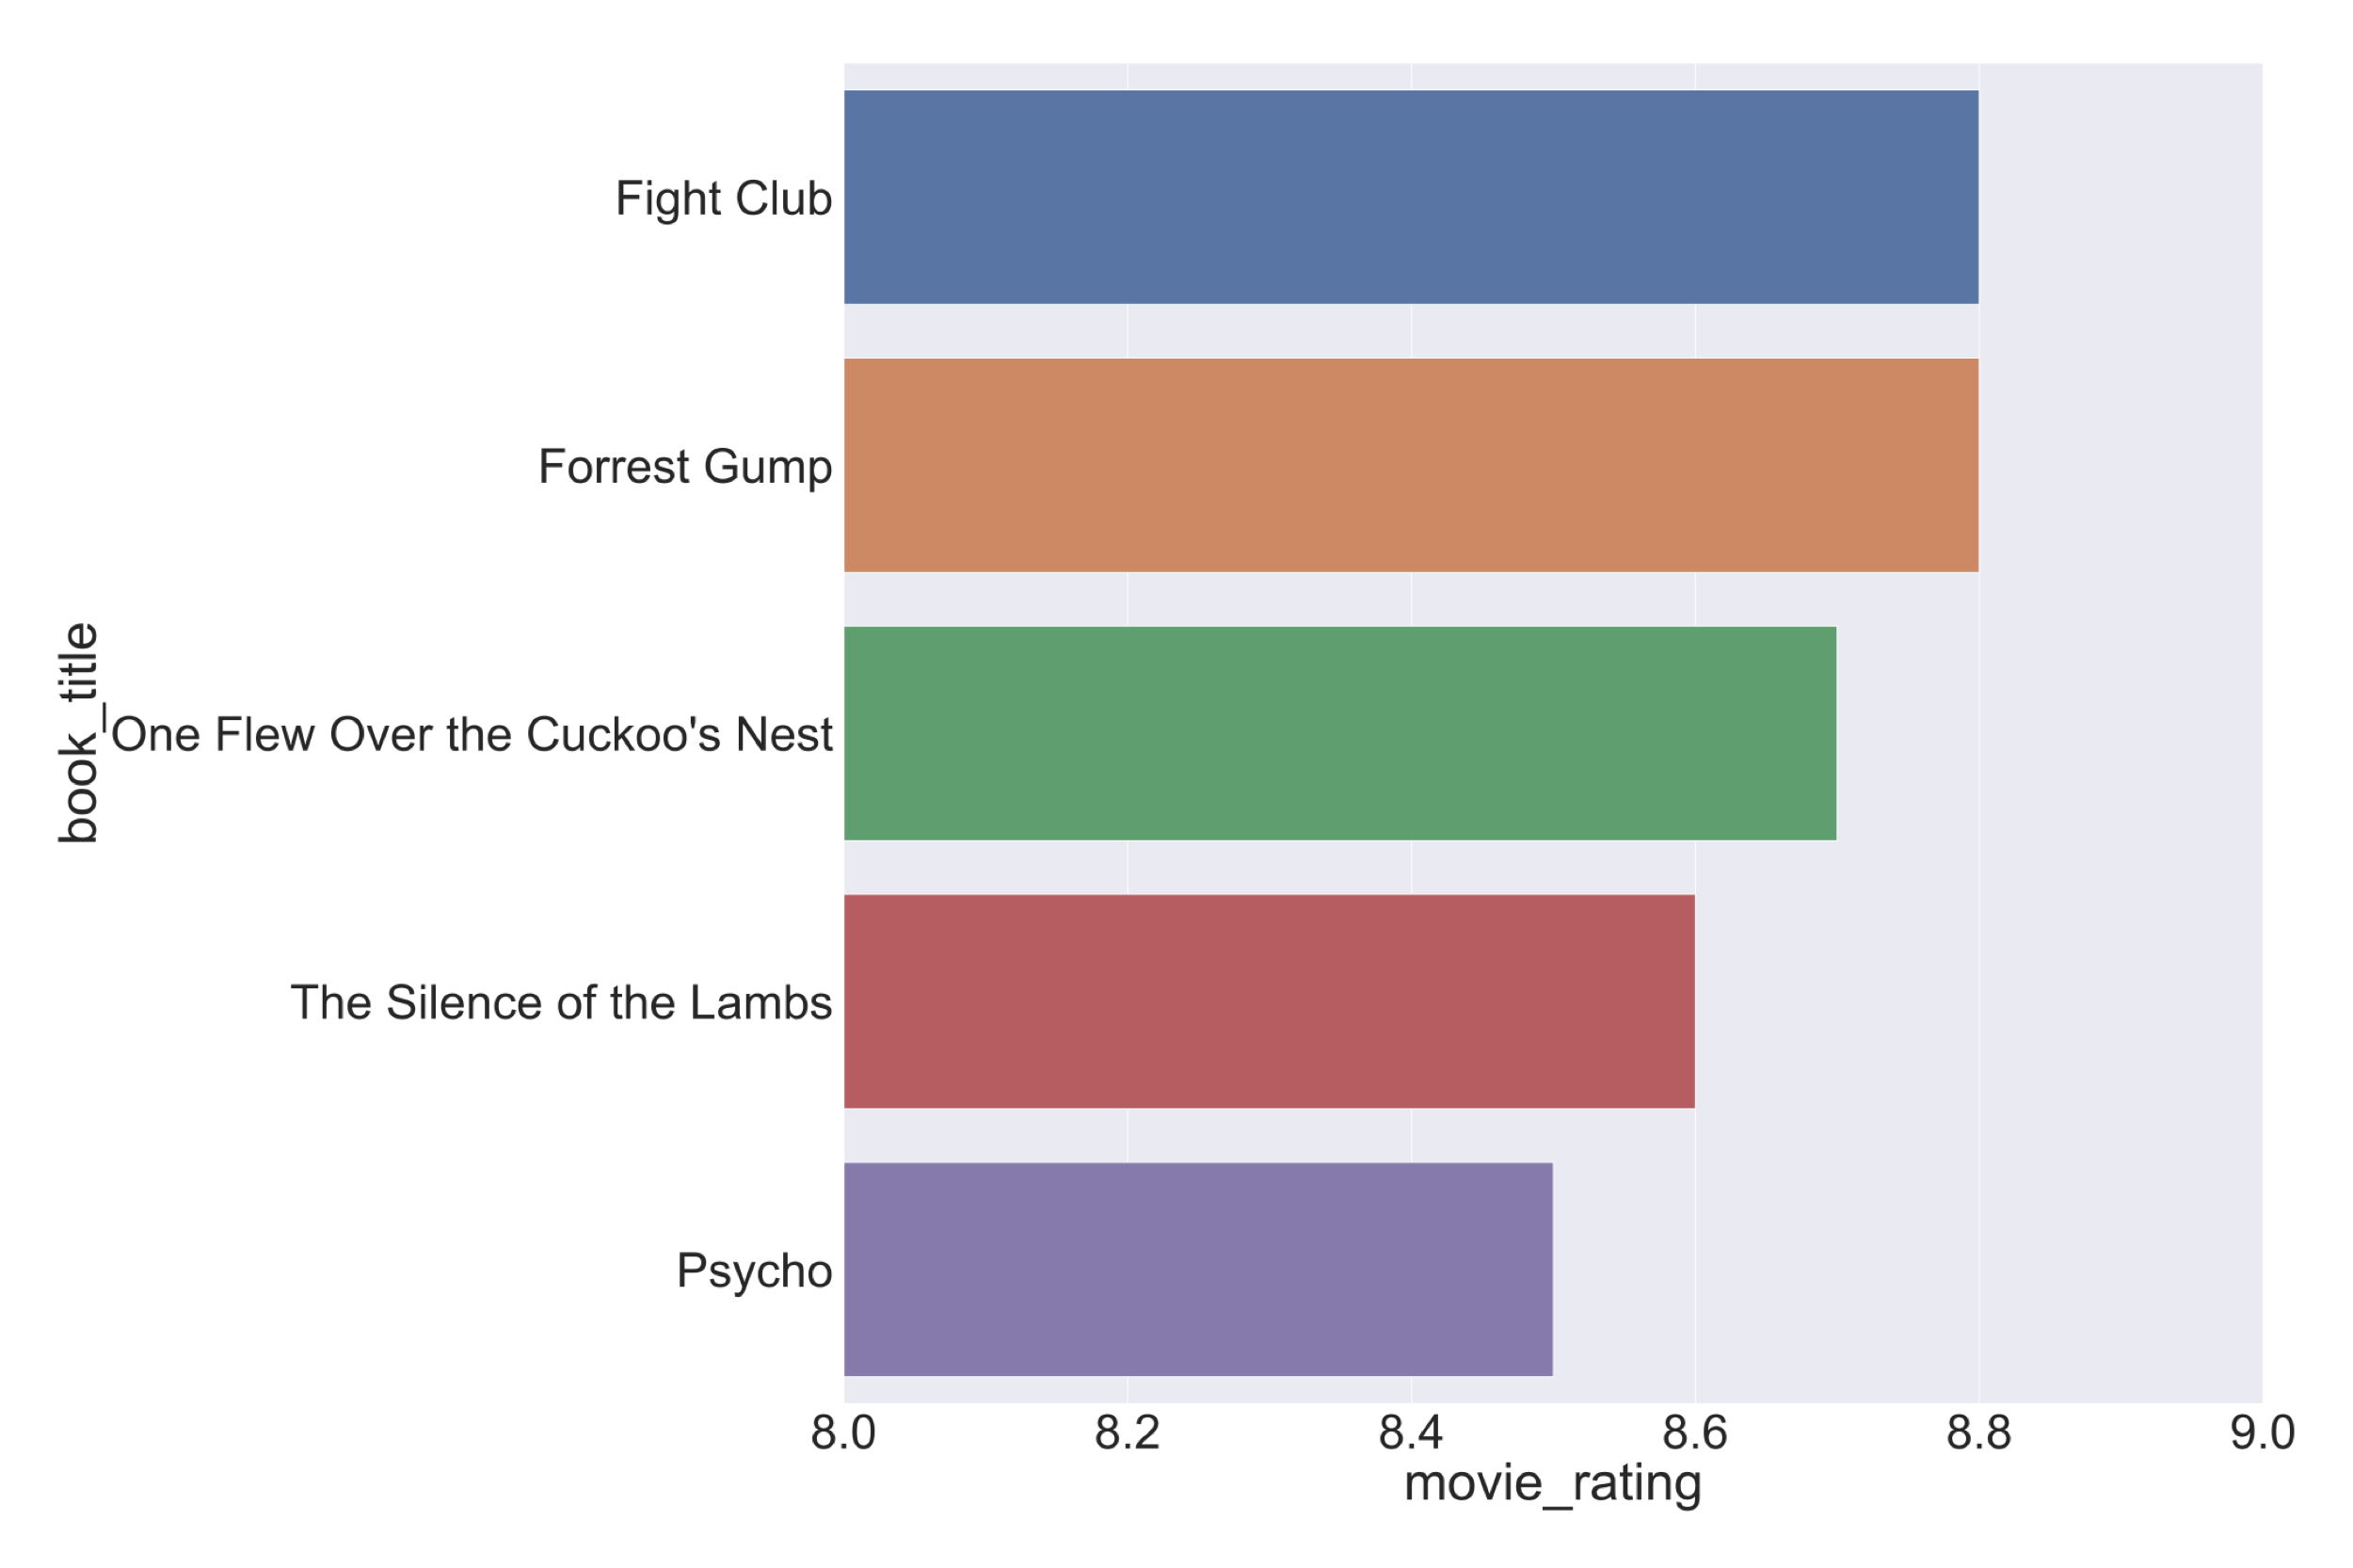 Fight Club
Forrest Gump
book_title
One Flew Over the Cuckoo's Nest
The Silence of the Lambs
Psycho
8.0 8.2 8.4 8.6 8.8 9.0
movie_rating